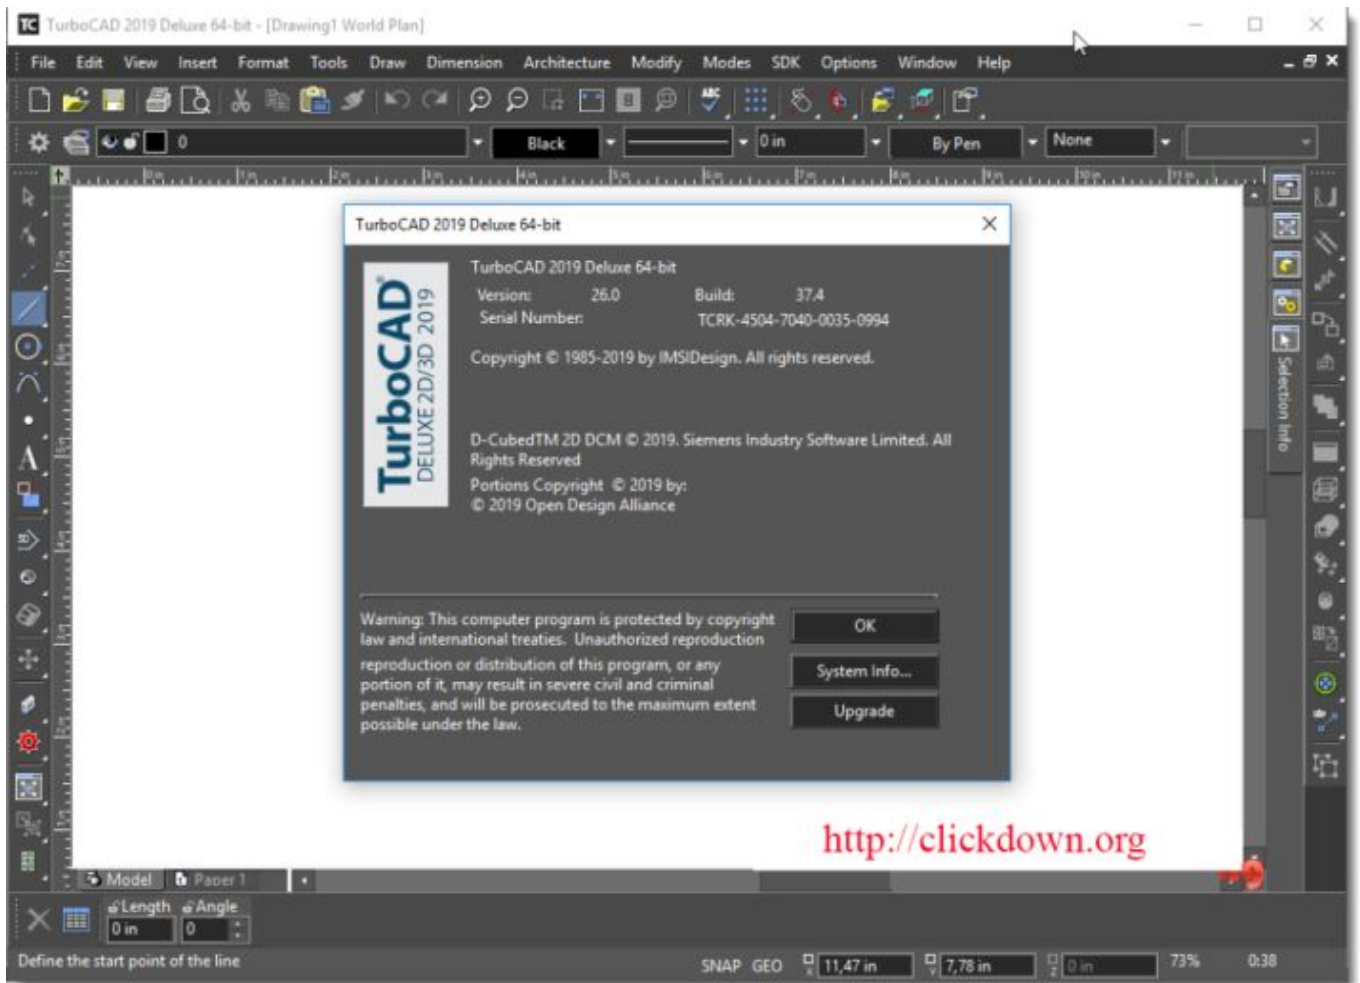 TC TurboCAD 2019 Deluxe 64-bit - [Drawing1 World Plan]
File Edit View Insert Format Tools Draw Dimension Architecture Modify Modes SDK Options Window Help
0 Black 0 in By Pen None
TurboCAD 2019 Deluxe 64-bit
TurboCAD
DELUXE 2D/3D 2019
TurboCAD 2019 Deluxe 64-bit
Version: 26.0 Build: 37.4
Serial Number: TCRK-4504-7040-0035-0994
Copyright © 1985-2019 by IMSIDesign. All rights reserved.
D-CubedTM 2D DCM © 2019. Siemens Industry Software Limited. All
Rights Reserved
Portions Copyright © 2019 by:
© 2019 Open Design Alliance
Warning: This computer program is protected by copyright
law and international treaties. Unauthorized reproduction
reproduction or distribution of this program, or any
portion of it, may result in severe civil and criminal
penalties, and will be prosecuted to the maximum extent
possible under the law.
OK
System Info...
Upgrade
Selection Info
http://clickdown.org
Model Paper 1
Length Angle
0 in 0
Define the start point of the line
SNAP GEO 11,47 in 7,78 in 0 in 73% 0:38